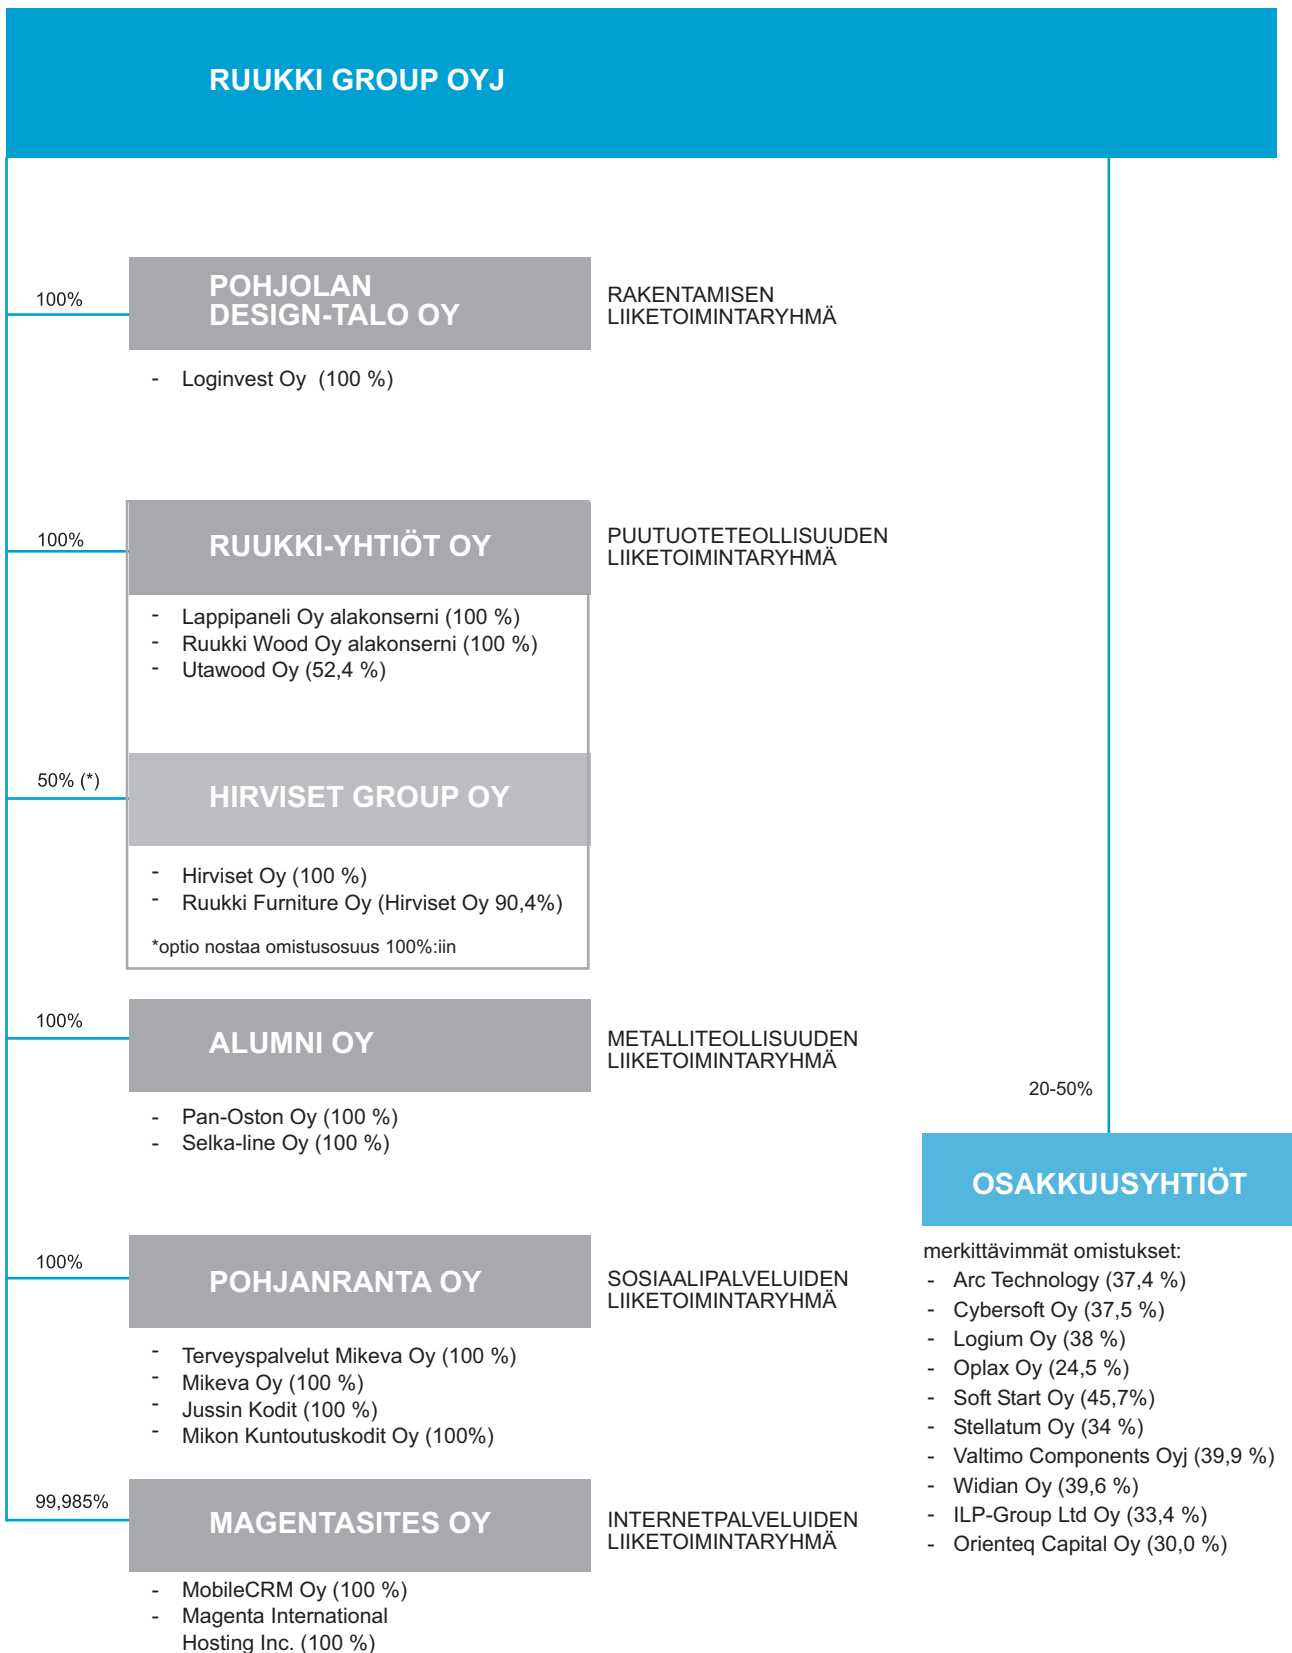 RUUKKI GROUP OYJ
100%
POHJOLAN
DESIGN-TALO OY
RAKENTAMISEN
LIIKETOIMINTARYHMÄ
- Loginvest Oy (100 %)
100%
RUUKKI-YHTIÖT OY
PUUTUOTETEOLLISUUDEN
LIIKETOIMINTARYHMÄ
- Lappipaneli Oy alakonserni (100 %)
- Ruukki Wood Oy alakonserni (100 %)
- Utawood Oy (52,4 %)
50% (*)
HIRVISET GROUP OY
- Hirviset Oy (100 %)
- Ruukki Furniture Oy (Hirviset Oy 90,4%)
*optio nostaa omistusosuus 100%:iin
100%
ALUMNI OY
METALLITEOLLISUUDEN
LIIKETOIMINTARYHMÄ
- Pan-Oston Oy (100 %)
- Selka-line Oy (100 %)
100%
POHJANRANTA OY
SOSIAALIPALVELUIDEN
LIIKETOIMINTARYHMÄ
- Terveyspalvelut Mikeva Oy (100 %)
- Mikeva Oy (100 %)
- Jussin Kodit (100 %)
- Mikon Kuntoutuskodit Oy (100%)
99,985%
MAGENTASITES OY
INTERNETPALVELUIDEN
LIIKETOIMINTARYHMÄ
- MobileCRM Oy (100 %)
- Magenta International
Hosting Inc. (100 %)
20-50%
OSAKKUUSYHTIÖT
merkittävimmät omistukset:
- Arc Technology (37,4 %)
- Cybersoft Oy (37,5 %)
- Logium Oy (38 %)
- Oplax Oy (24,5 %)
- Soft Start Oy (45,7%)
- Stellatum Oy (34 %)
- Valtimo Components Oyj (39,9 %)
- Widian Oy (39,6 %)
- ILP-Group Ltd Oy (33,4 %)
- Orienteq Capital Oy (30,0 %)